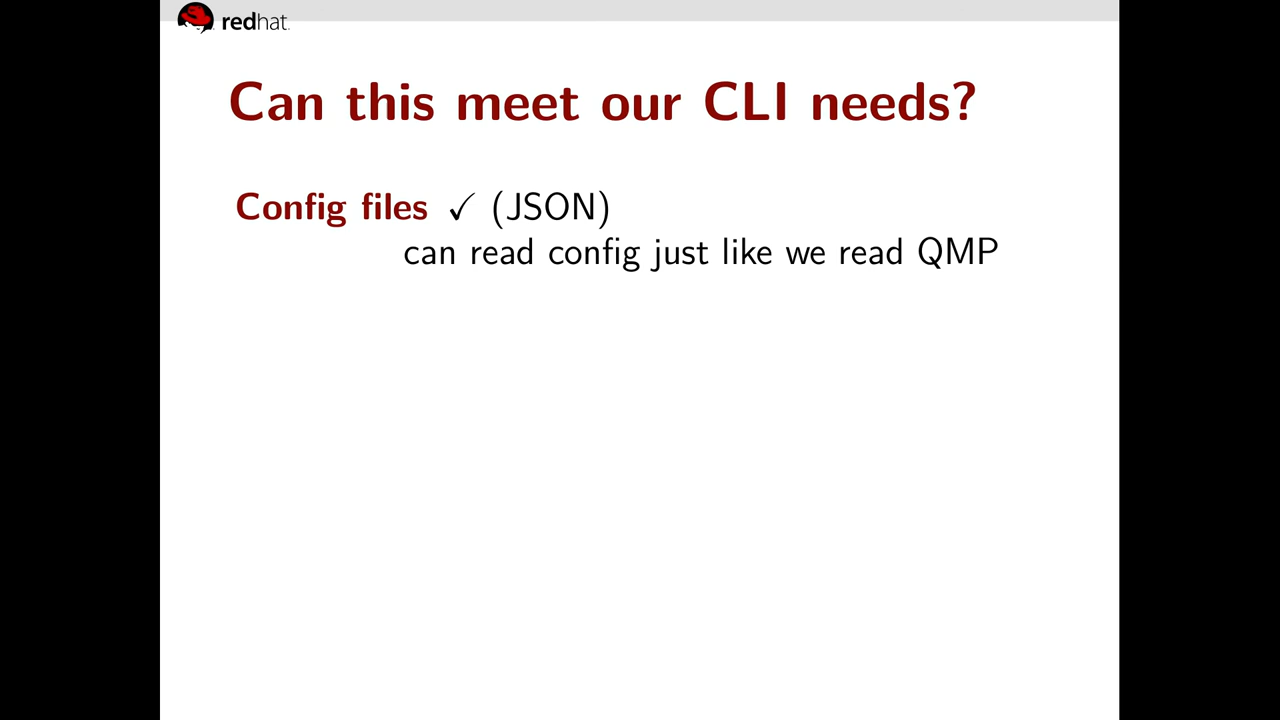 redhat.
Can this meet our CLI needs?
Config files ✓ (JSON)
can read config just like we read QMP